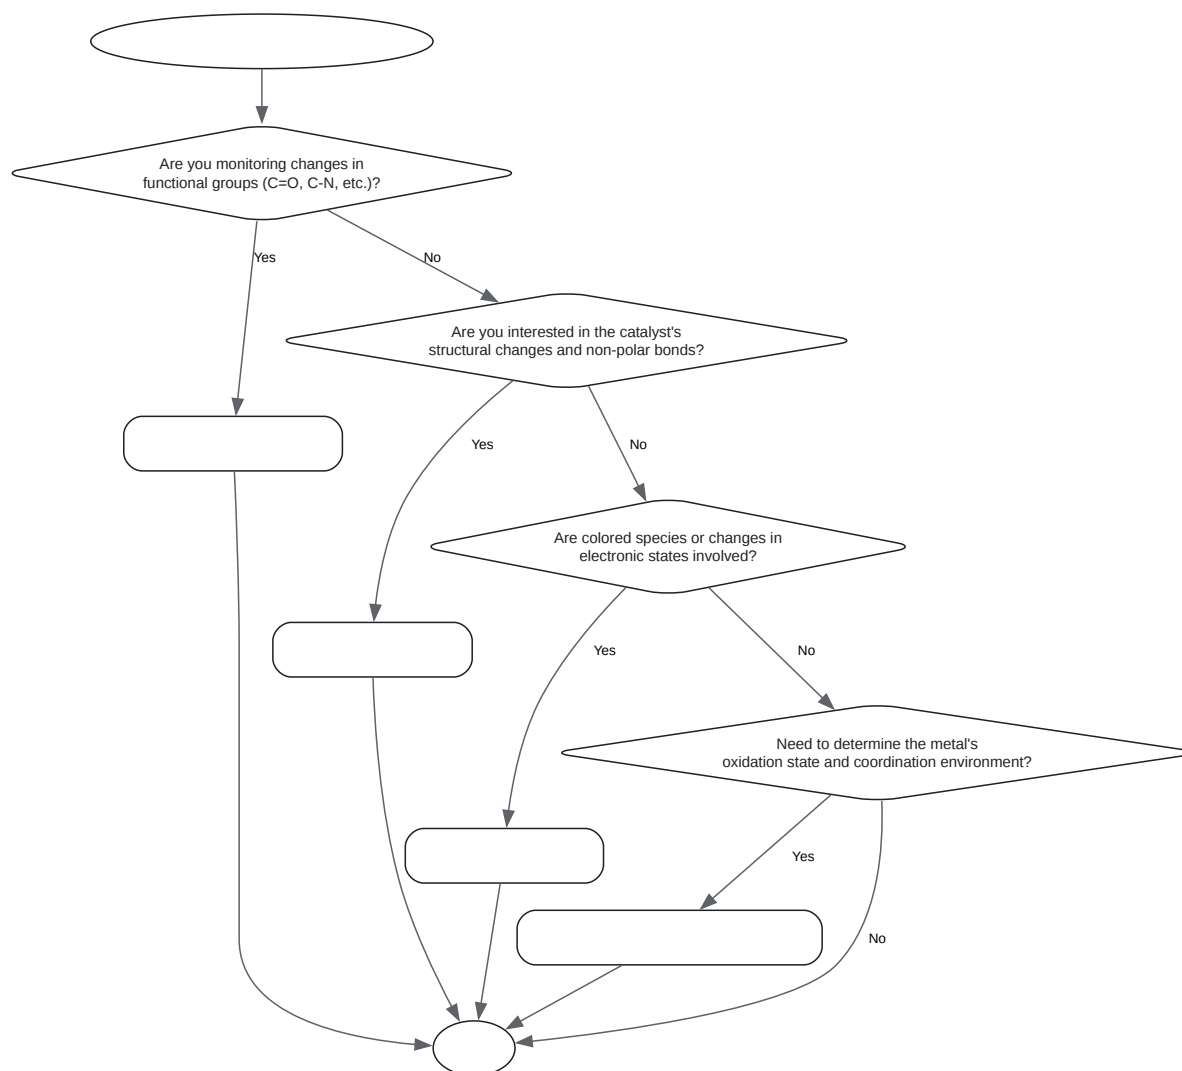 Are you monitoring changes in
functional groups (C=O, C-N, etc.)?
Yes
No
Are you interested in the catalyst's
structural changes and non-polar bonds?
Yes
No
Are colored species or changes in
electronic states involved?
Yes
No
Need to determine the metal's
oxidation state and coordination environment?
Yes
No